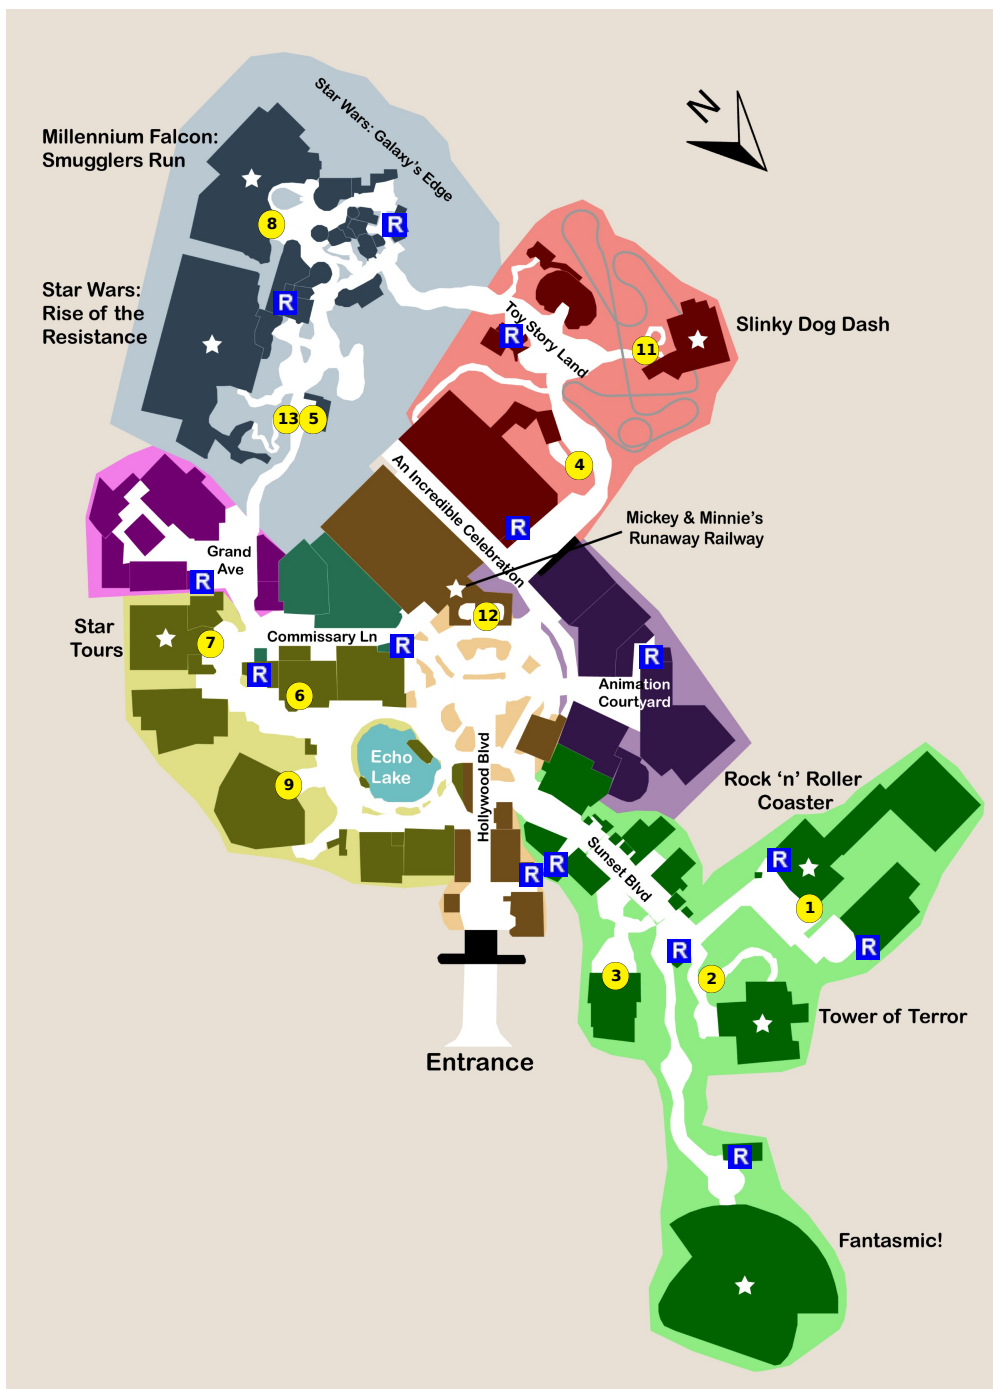 Star Wars: Galaxy's Edge
N
Millennium Falcon:
Smugglers Run
8
R
Star Wars:
Rise of the
Resistance
R
Toy Story Land
R
11
Slinky Dog Dash
13
5
4
An Incredible Celebration
R
Mickey & Minnie's
Runaway Railway
Grand
Ave
R
12
Star
Tours
7
Commissary Ln
R
R
6
R
Animation
Courtyard
Echo
Lake
9
Hollywood Blvd
Rock 'n' Roller
Coaster
Sunset Blvd
R
R
R
1
R
R
2
3
Tower of Terror
Entrance
R
Fantasmic!